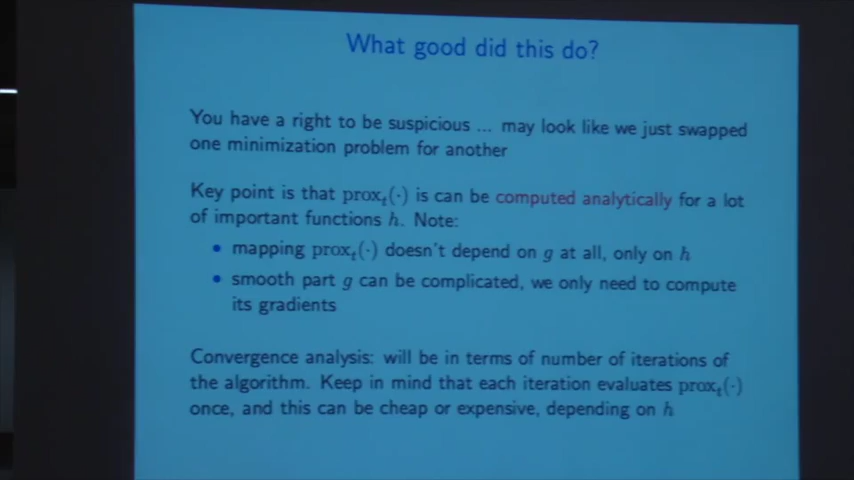 What good did this do?
You have a right to be suspicious ... may look like we just swapped
one minimization problem for another
Key point is that prox_t(·) is can be computed analytically for a lot
of important functions h. Note:
• mapping prox_t(·) doesn't depend on g at all, only on h
• smooth part g can be complicated, we only need to compute
its gradients
Convergence analysis: will be in terms of number of iterations of
the algorithm. Keep in mind that each iteration evaluates prox_t(·)
once, and this can be cheap or expensive, depending on h